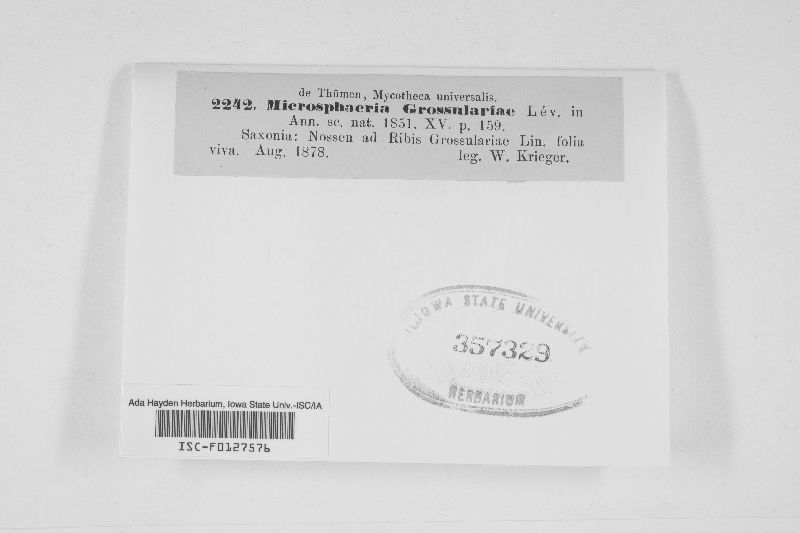 de Thümen, Mycotheca universalis.
2242. Microsphaeria Grossulariae Lév. in
Ann. sc. nat. 1851. XV. p. 159.
Saxonia: Nossen ad Ribis Grossulariae Lin. folia
viva. Aug. 1878. leg. W. Krieger.
IOWA STATE UNIVERSITY
357329
HERBARIUM
Ada Hayden Herbarium, Iowa State Univ.-ISC/IA
ISC-F0127576